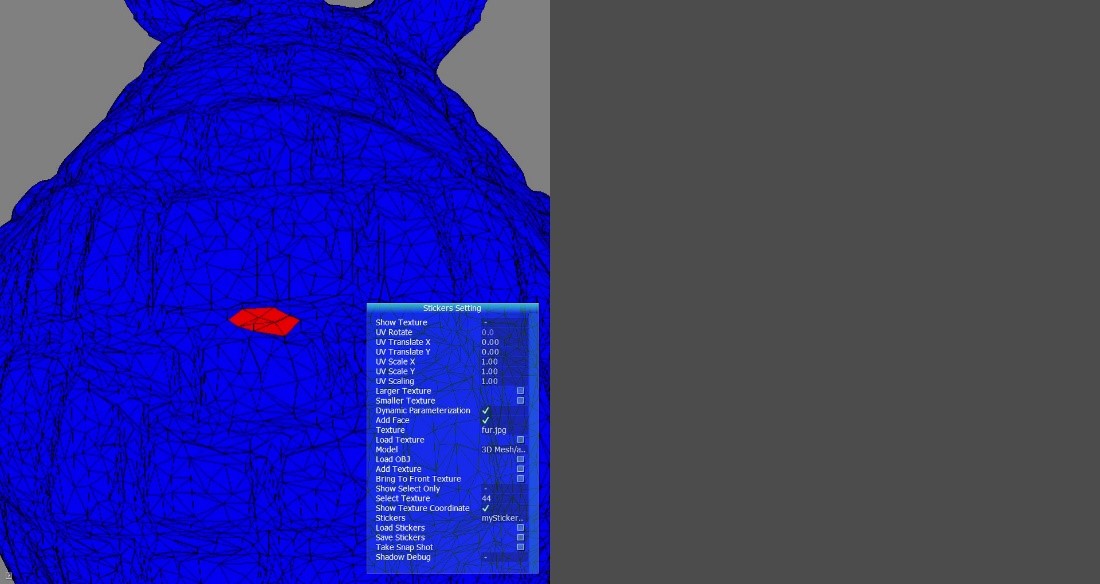 Stickers Setting
Show Texture -
UV Rotate 0.0
UV Translate X 0.00
UV Translate Y 0.00
UV Scale X 1.00
UV Scale Y 1.00
UV Scaling 1.00
Larger Texture
Smaller Texture
Dynamic Parameterization ✓
Add Face ✓
Texture fur.jpg
Load Texture
Model 3D Mesh/a..
Load OBJ
Add Texture
Bring To Front Texture
Show Select Only -
Select Texture 44
Show Texture Coordinate ✓
Stickers mySticker..
Load Stickers
Save Stickers
Take Snap Shot
Shadow Debug -